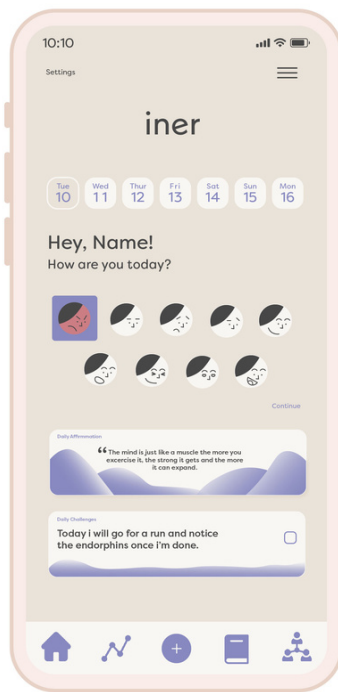 10:10
Settings
iner
Tue Wed Thur Fri Sat Sun Mon
10 11 12 13 14 15 16
Hey, Name!
How are you today?
Continue
Daily Affirmation
“The mind is just like a muscle the more you
excercise it, the strong it gets and the more
it can expand.
Daily Challenges
Today i will go for a run and notice
the endorphins once i'm done.